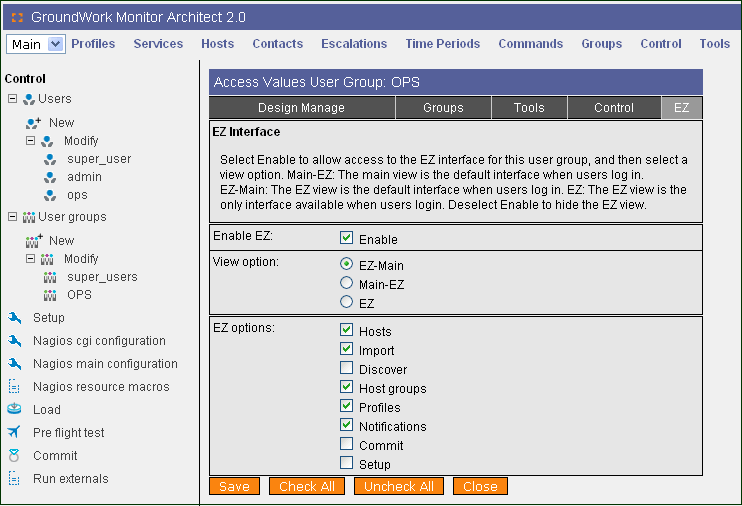 GroundWork Monitor Architect 2.0
Main Profiles Services Hosts Contacts Escalations Time Periods Commands Groups Control Tools
Control
Users
New
Modify
super_user
admin
ops
User groups
New
Modify
super_users
OPS
Setup
Nagios cgi configuration
Nagios main configuration
Nagios resource macros
Load
Pre flight test
Commit
Run externals
Access Values User Group: OPS
Design Manage Groups Tools Control EZ
EZ Interface
Select Enable to allow access to the EZ interface for this user group, and then select a
view option. Main-EZ: The main view is the default interface when users log in.
EZ-Main: The EZ view is the default interface when users log in. EZ: The EZ view is the
only interface available when users login. Deselect Enable to hide the EZ view.
Enable EZ: Enable
View option: EZ-Main
Main-EZ
EZ
EZ options: Hosts
Import
Discover
Host groups
Profiles
Notifications
Commit
Setup
Save Check All Uncheck All Close